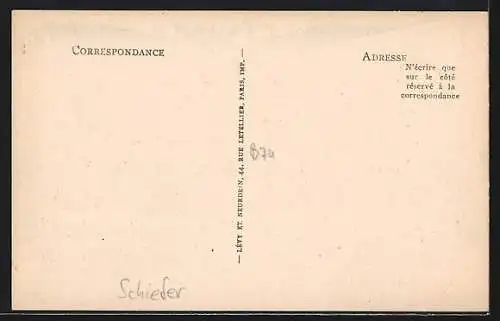 CORRESPONDANCE
ADRESSE
N'écrire que
sur le côté
réservé à la
correspondance
— LÉVY ET NEURDEIN, 44, RUE LETELLIER, PARIS, IMP. —
B74
Schiefer